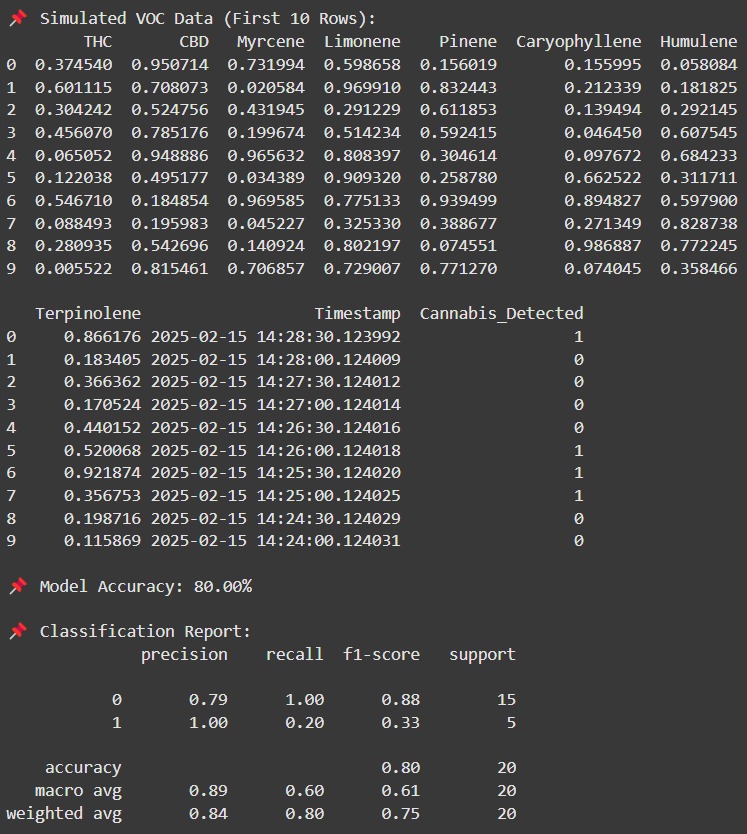 📌 Simulated VOC Data (First 10 Rows):
THC CBD Myrcene Limonene Pinene Caryophyllene Humulene
0 0.374540 0.950714 0.731994 0.598658 0.156019 0.155995 0.058084
1 0.601115 0.708073 0.020584 0.969910 0.832443 0.212339 0.181825
2 0.304242 0.524756 0.431945 0.291229 0.611853 0.139494 0.292145
3 0.456070 0.785176 0.199674 0.514234 0.592415 0.046450 0.607545
4 0.065052 0.948886 0.965632 0.808397 0.304614 0.097672 0.684233
5 0.122038 0.495177 0.034389 0.909320 0.258780 0.662522 0.311711
6 0.546710 0.184854 0.969585 0.775133 0.939499 0.894827 0.597900
7 0.088493 0.195983 0.045227 0.325330 0.388677 0.271349 0.828738
8 0.280935 0.542696 0.140924 0.802197 0.074551 0.986887 0.772245
9 0.005522 0.815461 0.706857 0.729007 0.771270 0.074045 0.358466
Terpinolene Timestamp Cannabis_Detected
0 0.866176 2025-02-15 14:28:30.123992 1
1 0.183405 2025-02-15 14:28:00.124009 0
2 0.366362 2025-02-15 14:27:30.124012 0
3 0.170524 2025-02-15 14:27:00.124014 0
4 0.440152 2025-02-15 14:26:30.124016 0
5 0.520068 2025-02-15 14:26:00.124018 1
6 0.921874 2025-02-15 14:25:30.124020 1
7 0.356753 2025-02-15 14:25:00.124025 1
8 0.198716 2025-02-15 14:24:30.124029 0
9 0.115869 2025-02-15 14:24:00.124031 0
📌 Model Accuracy: 80.00%
📌 Classification Report:
precision recall f1-score support
0 0.79 1.00 0.88 15
1 1.00 0.20 0.33 5
accuracy 0.80 20
macro avg 0.89 0.60 0.61 20
weighted avg 0.84 0.80 0.75 20